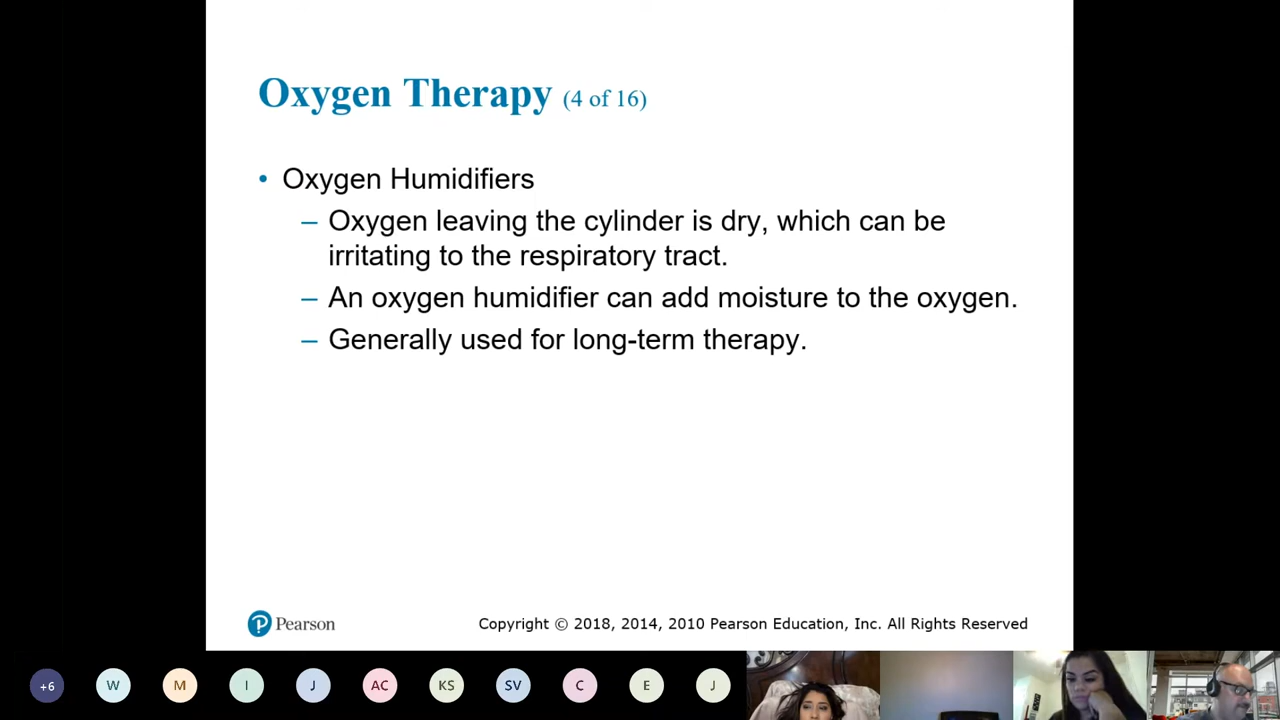 Oxygen Therapy (4 of 16)
• Oxygen Humidifiers
– Oxygen leaving the cylinder is dry, which can be
irritating to the respiratory tract.
– An oxygen humidifier can add moisture to the oxygen.
– Generally used for long-term therapy.
Pearson
Copyright © 2018, 2014, 2010 Pearson Education, Inc. All Rights Reserved
+6 W M I J AC KS SV C E J